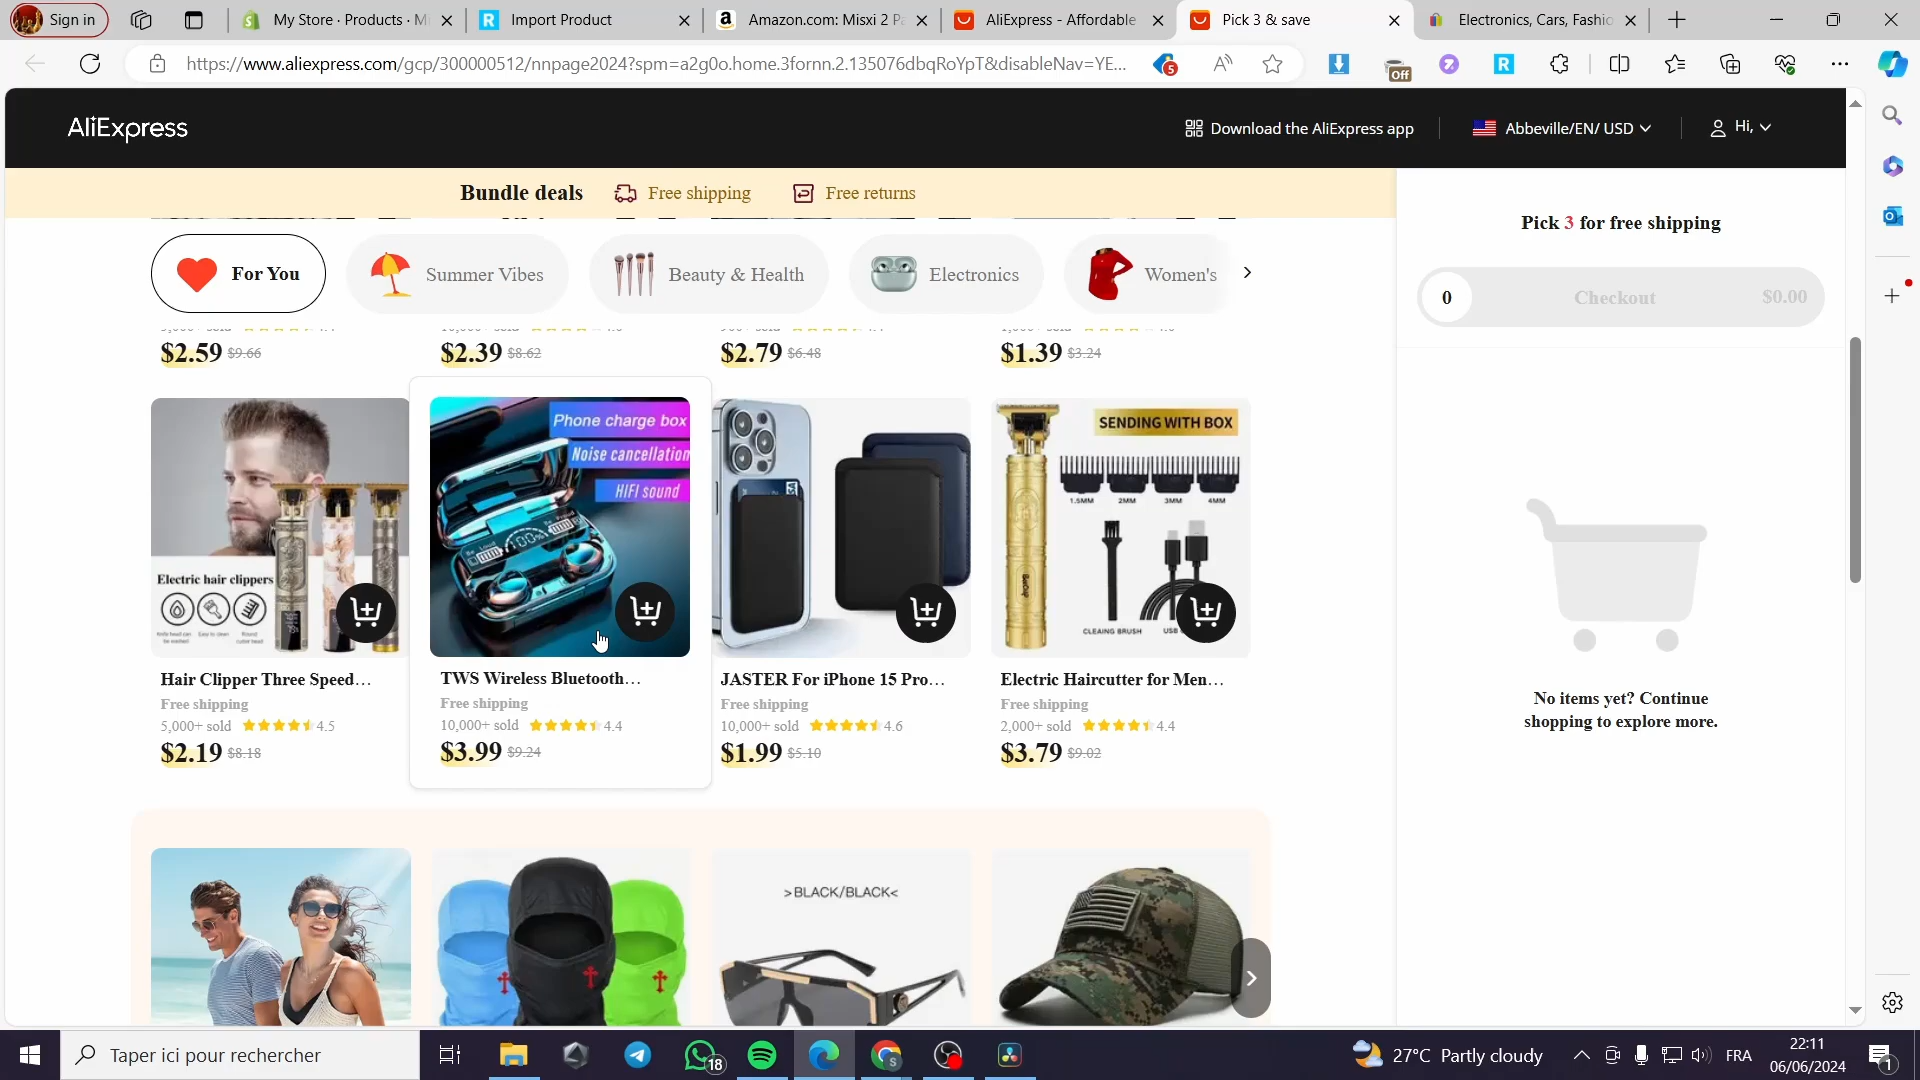 Sign in
My Store · Products · Mi
Import Product
Amazon.com: Misxi 2 Pa
AliExpress - Affordable
Pick 3 & save
Electronics, Cars, Fashio
https://www.aliexpress.com/gcp/300000512/nnpage2024?spm=a2g0o.home.3fornn.2.135076dbqRoYpT&disableNav=YE...
5
Off
AliExpress
Download the AliExpress app
Abbeville/EN/ USD
Hi,
Bundle deals
Free shipping
Free returns
Pick 3 for free shipping
For You
Summer Vibes
Beauty & Health
Electronics
Women's
0
Checkout
$0.00
$2.59 $9.66
$2.39 $8.62
$2.79 $6.48
$1.39 $3.24
Phone charge box
Noise cancellation
HIFI sound
SENDING WITH BOX
1.5MM 2MM 3MM 4MM
Electric hair clippers
CLEAING BRUSH
USB
Hair Clipper Three Speed...
Free shipping
5,000+ sold 4.5
$2.19 $8.18
TWS Wireless Bluetooth...
Free shipping
10,000+ sold 4.4
$3.99 $9.24
JASTER For iPhone 15 Pro...
Free shipping
10,000+ sold 4.6
$1.99 $5.10
Electric Haircutter for Men...
Free shipping
2,000+ sold 4.4
$3.79 $9.02
No items yet? Continue
shopping to explore more.
>BLACK/BLACK<
Taper ici pour rechercher
18
27°C Partly cloudy
FRA
22:11
06/06/2024
1